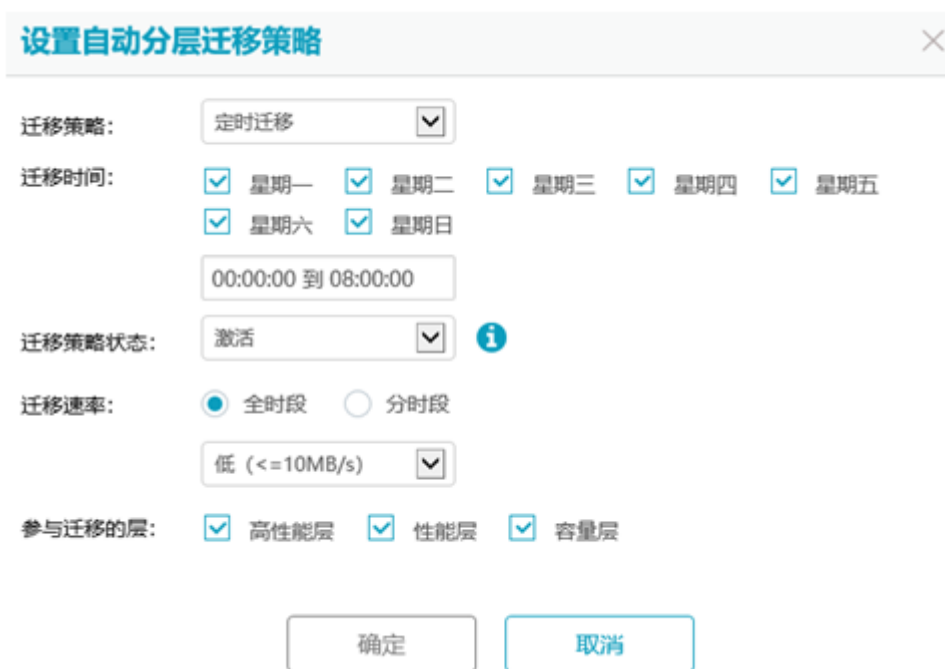 设置自动分层迁移策略
迁移策略： 定时迁移
迁移时间： 星期一 星期二 星期三 星期四 星期五
星期六 星期日
00:00:00 到 08:00:00
迁移策略状态： 激活
迁移速率： 全时段 分时段
低（<=10MB/s）
参与迁移的层： 高性能层 性能层 容量层
确定 取消